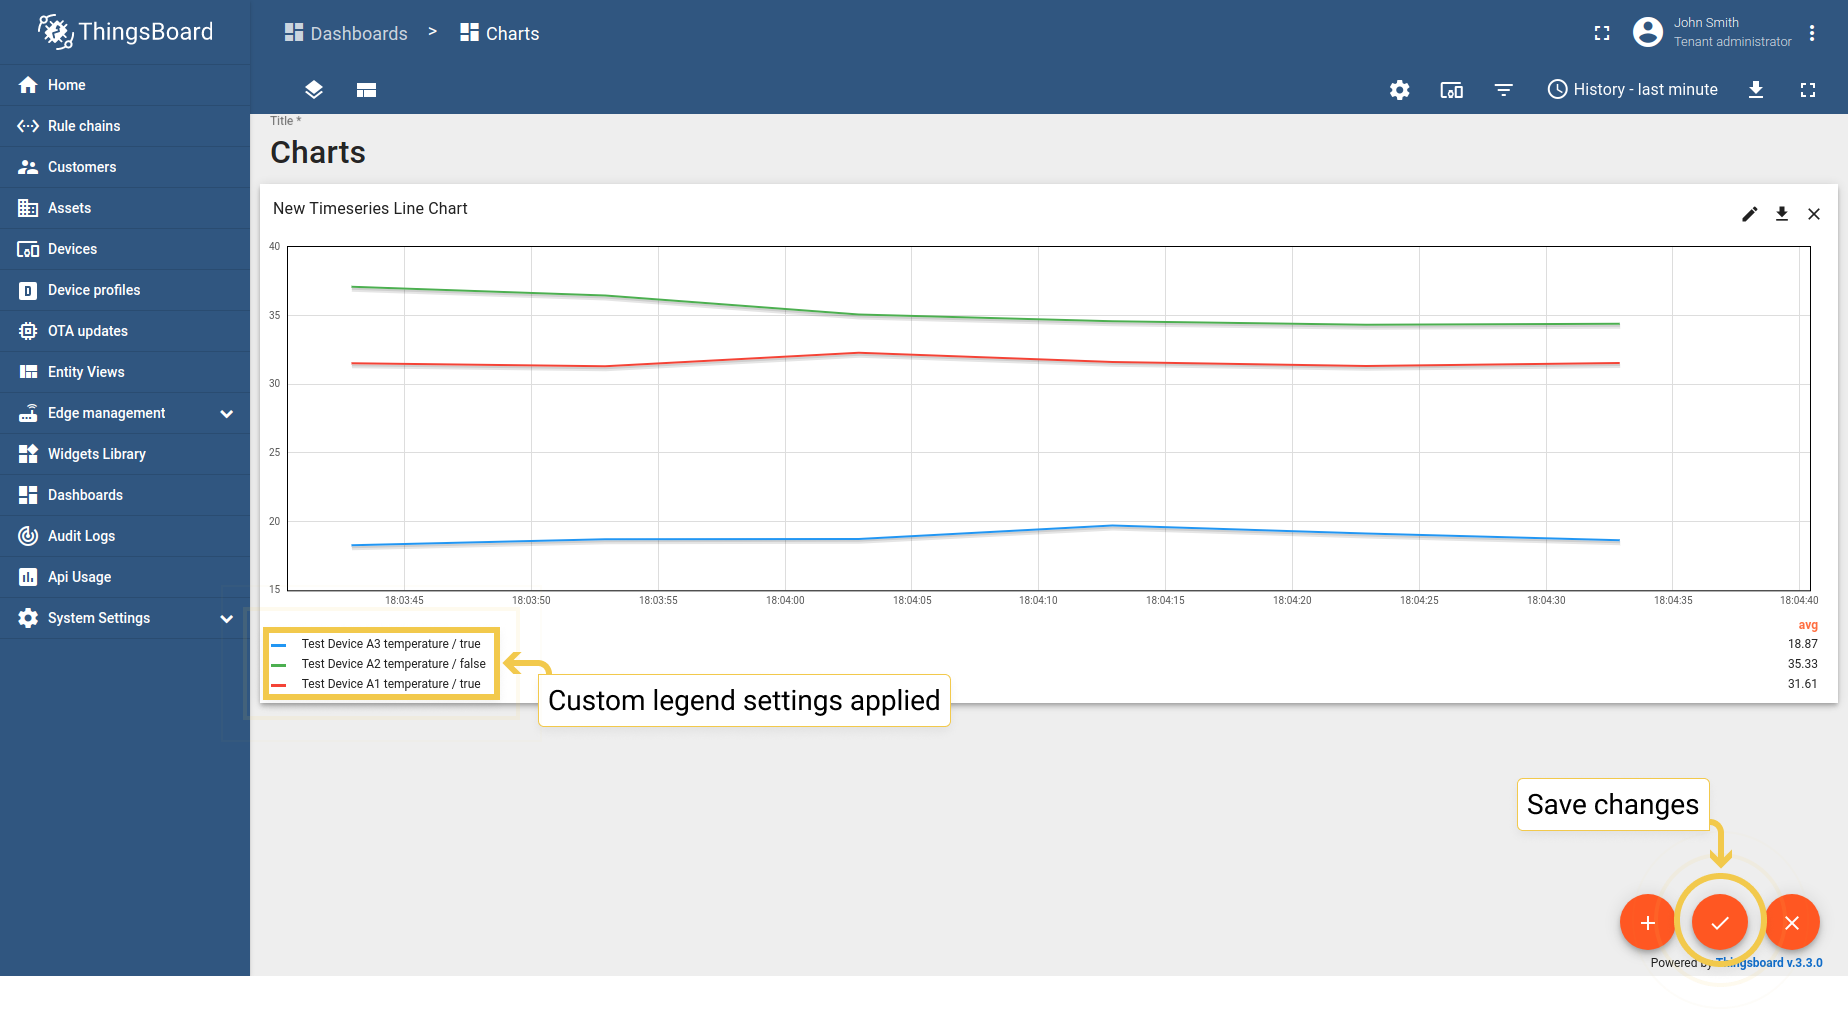 ThingsBoard
Dashboards > Charts
John Smith
Tenant administrator
Home
Rule chains
Customers
Assets
Devices
Device profiles
OTA updates
Entity Views
Edge management
Widgets Library
Dashboards
Audit Logs
Api Usage
System Settings
History - last minute
Title *
Charts
New Timeseries Line Chart
40
35
30
25
20
15
18:03:45 18:03:50 18:03:55 18:04:00 18:04:05 18:04:10 18:04:15 18:04:20 18:04:25 18:04:30 18:04:35 18:04:40
avg
Test Device A3 temperature / true 18.87
Test Device A2 temperature / false 35.33
Test Device A1 temperature / true 31.61
Custom legend settings applied
Save changes
Powered by Thingsboard v.3.3.0